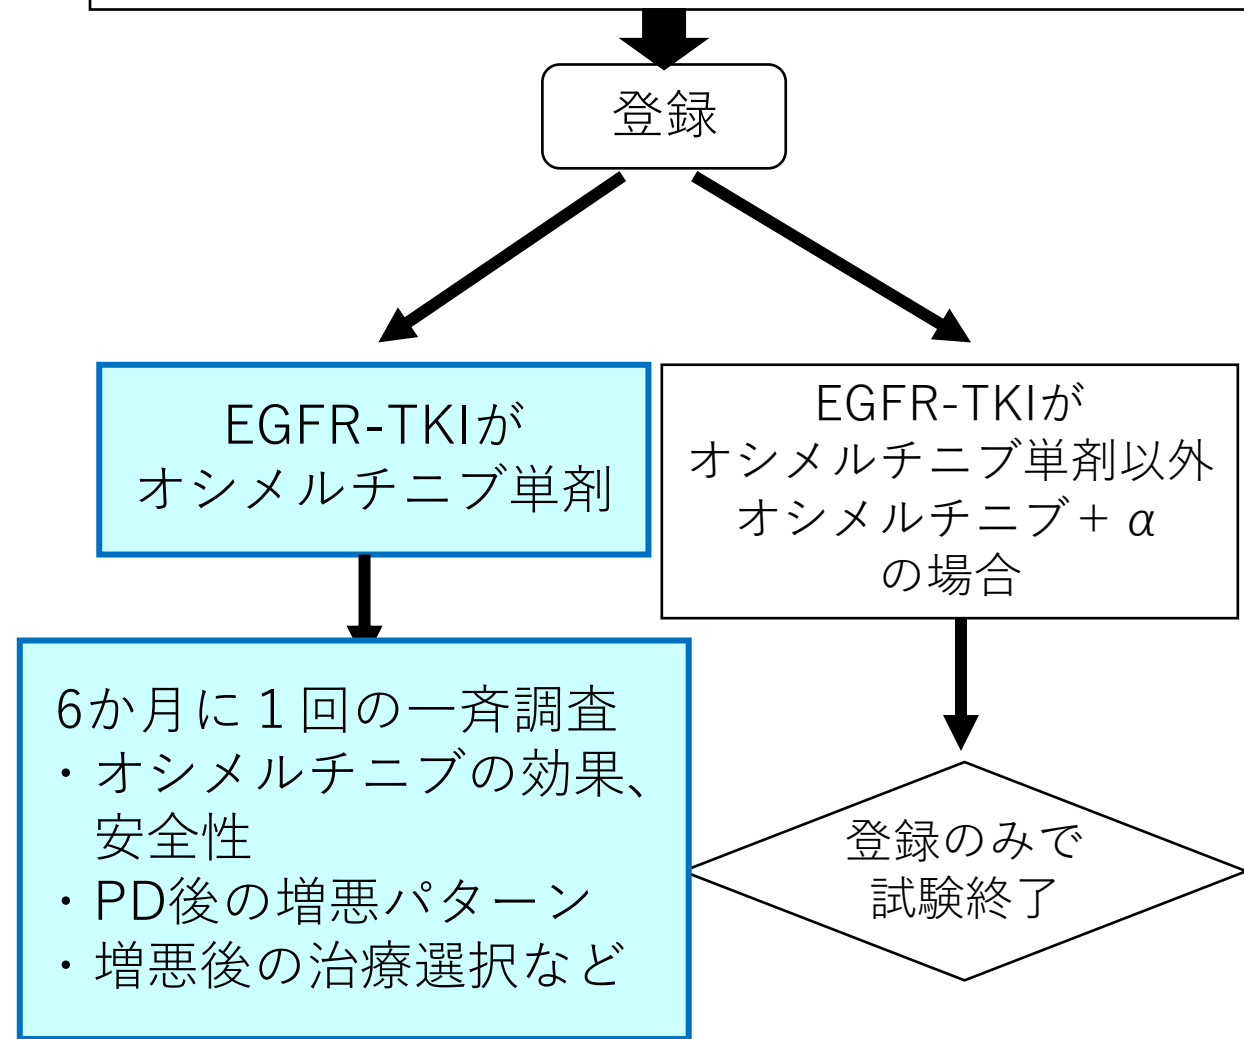 登録
EGFR-TKIが
オシメルチニブ単剤
EGFR-TKIが
オシメルチニブ単剤以外
オシメルチニブ+ α
の場合
6か月に１回の一斉調査
・オシメルチニブの効果、
安全性
・PD後の増悪パターン
・増悪後の治療選択など
登録のみで
試験終了